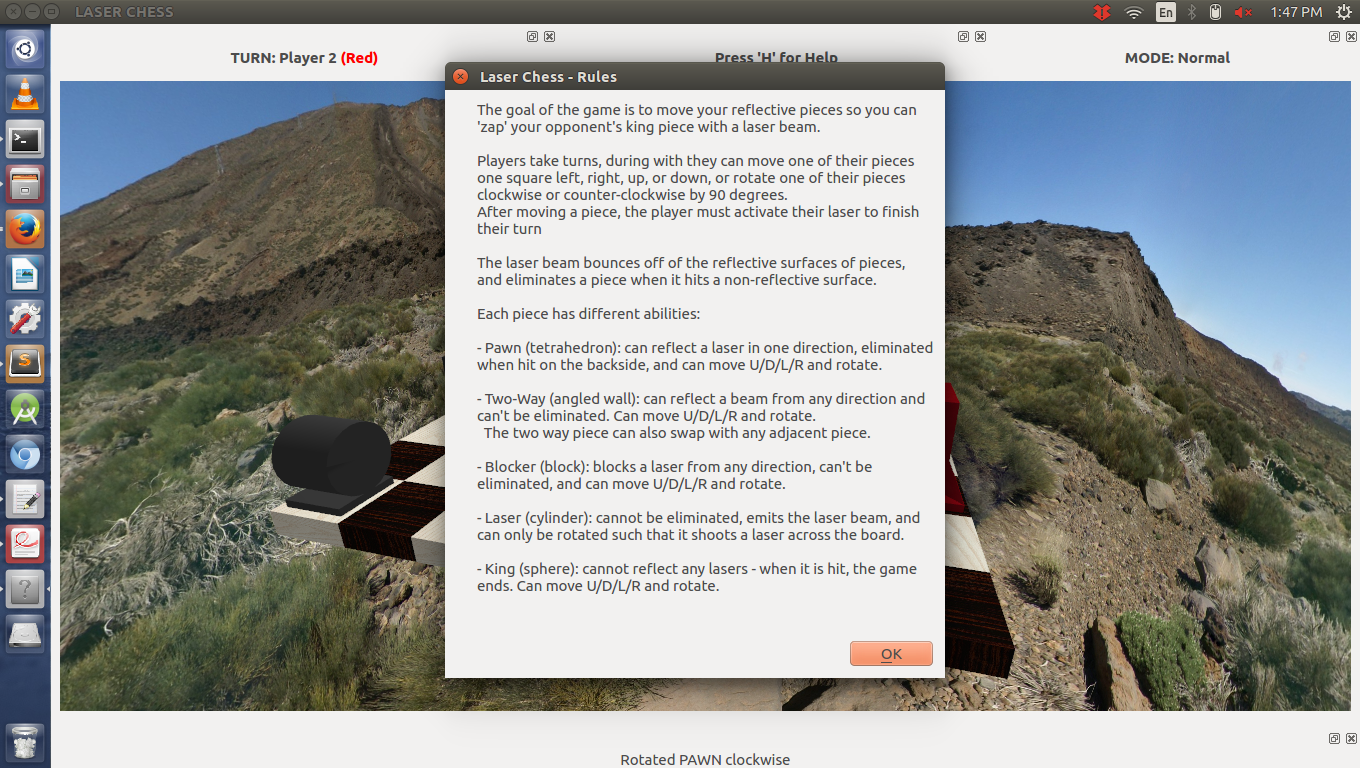 LASER CHESS
En
1:47 PM
TURN: Player 2 (Red)
Press 'H' for Help
MODE: Normal
Laser Chess - Rules
The goal of the game is to move your reflective pieces so you can
'zap' your opponent's king piece with a laser beam.
Players take turns, during with they can move one of their pieces
one square left, right, up, or down, or rotate one of their pieces
clockwise or counter-clockwise by 90 degrees.
After moving a piece, the player must activate their laser to finish
their turn
The laser beam bounces off of the reflective surfaces of pieces,
and eliminates a piece when it hits a non-reflective surface.
Each piece has different abilities:
- Pawn (tetrahedron): can reflect a laser in one direction, eliminated
when hit on the backside, and can move U/D/L/R and rotate.
- Two-Way (angled wall): can reflect a beam from any direction and
can't be eliminated. Can move U/D/L/R and rotate.
The two way piece can also swap with any adjacent piece.
- Blocker (block): blocks a laser from any direction, can't be
eliminated, and can move U/D/L/R and rotate.
- Laser (cylinder): cannot be eliminated, emits the laser beam, and
can only be rotated such that it shoots a laser across the board.
- King (sphere): cannot reflect any lasers - when it is hit, the game
ends. Can move U/D/L/R and rotate.
OK
Rotated PAWN clockwise